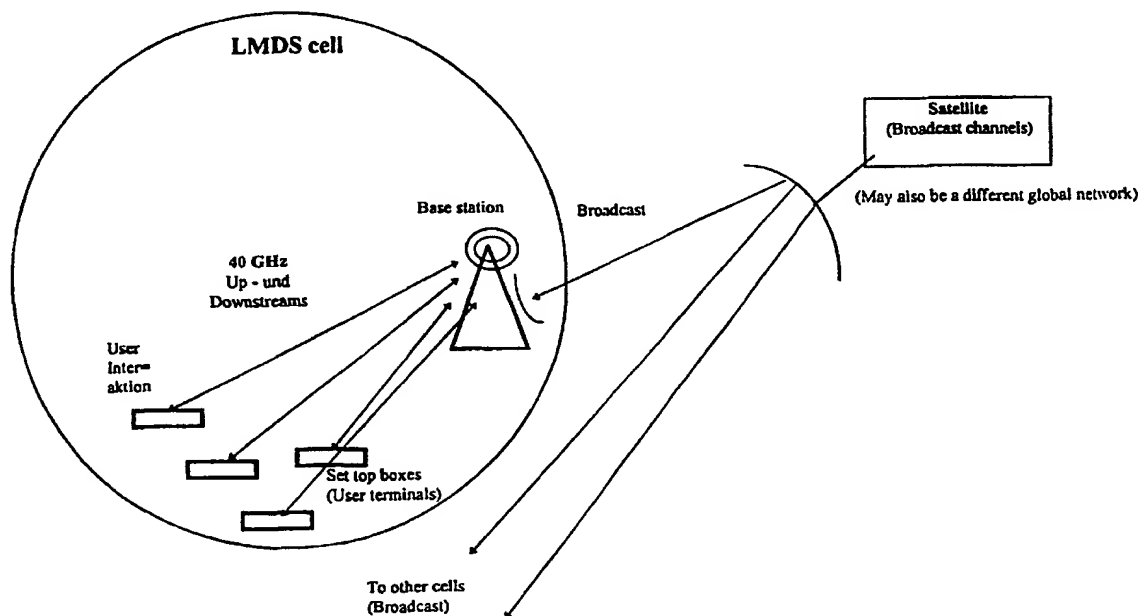 LMDS cell
Satellite
(Broadcast channels)
(May also be a different global network)
Base station
Broadcast
40 GHz
Up - und
Downstreams
User
Inter=
aktion
Set top boxes
(User terminals)
To other cells
(Broadcast)